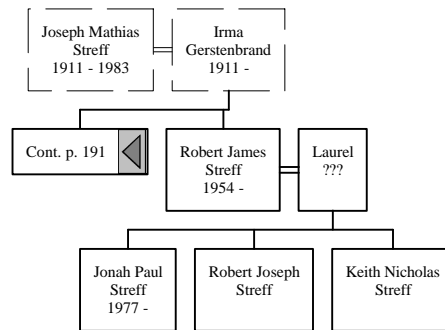 Joseph Mathias
Streff
1911 - 1983
Irma
Gerstenbrand
1911 -
Cont. p. 191
Robert James
Streff
1954 -
Laurel
???
Jonah Paul
Streff
1977 -
Robert Joseph
Streff
Keith Nicholas
Streff